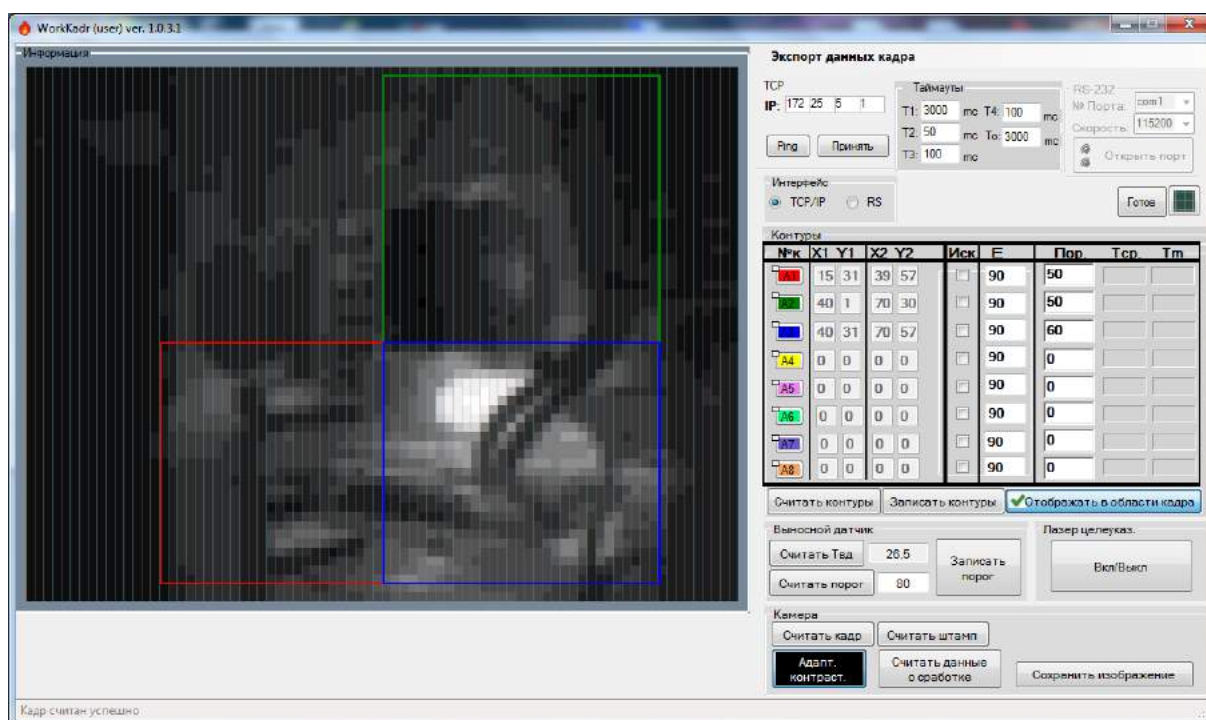 WorkKadr (user) ver. 1.0.3.1
Информация
Экспорт данных кадра
TCP
IP: 172 25 5 1
Ping Принять
Таймауты
T1: 3000 mc T4: 100 mc
T2: 50 mc To: 3000 mc
T3: 100 mc
RS-232
№ Порта: com1
Скорость: 115200
Открыть порт
Интерфейс
TCP/IP RS
Готов
Контуры
№к X1 Y1 X2 Y2 Иск E Пор. Тср. Tm
A1 15 31 39 57 90 50
A2 40 1 70 30 90 50
A3 40 31 70 57 90 60
A4 0 0 0 0 90 0
A5 0 0 0 0 90 0
A6 0 0 0 0 90 0
A7 0 0 0 0 90 0
A8 0 0 0 0 90 0
Считать контуры Записать контуры Отображать в области кадра
Выносной датчик
Считать Твд 26.5
Считать порог 80
Записать порог
Лазер целеуказ.
Вкл/Выкл
Камера
Считать кадр Считать штамп
Адапт. контраст.
Считать данные о сработке
Сохранить изображение
Кадр считан успешно